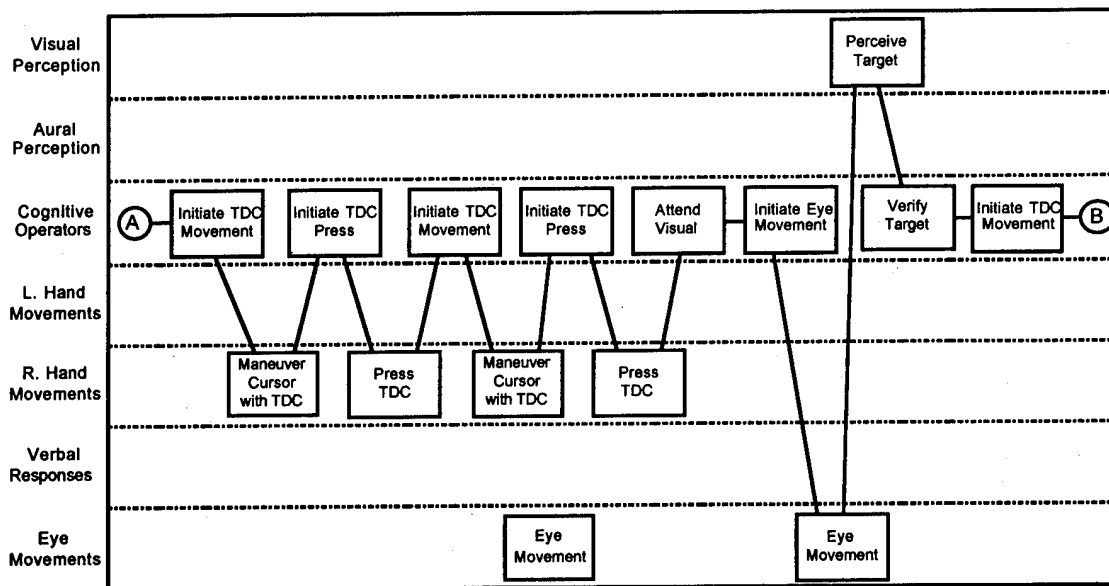 Visual
Perception
Perceive
Target
Aural
Perception
Cognitive
Operators
A
Initiate TDC
Movement
Initiate TDC
Press
Initiate TDC
Movement
Initiate TDC
Press
Attend
Visual
Initiate Eye
Movement
Verify
Target
Initiate TDC
Movement
B
L. Hand
Movements
R. Hand
Movements
Maneuver
Cursor
with TDC
Press
TDC
Maneuver
Cursor
with TDC
Press
TDC
Verbal
Responses
Eye
Movements
Eye
Movement
Eye
Movement